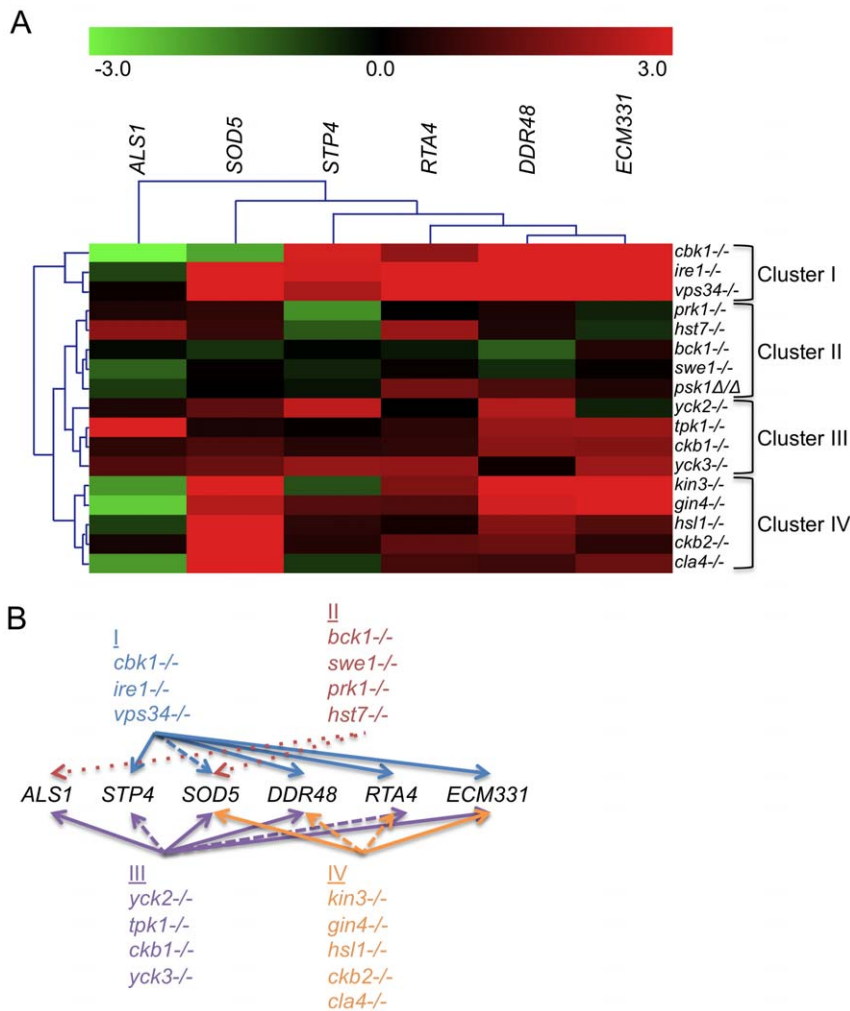 A
-3.0 0.0 3.0
ALS1 SOD5 STP4 RTA4 DDR48 ECM331
cbk1-/-
ire1-/-
vps34-/-
Cluster I
prk1-/-
hst7-/-
bck1-/-
swe1-/-
psk1Δ/Δ
Cluster II
yck2-/-
tpk1-/-
ckb1-/-
yck3-/-
Cluster III
kin3-/-
gin4-/-
hsl1-/-
ckb2-/-
cla4-/-
Cluster IV
B
I
cbk1-/-
ire1-/-
vps34-/-
II
bck1-/-
swe1-/-
prk1-/-
hst7-/-
ALS1 STP4 SOD5 DDR48 RTA4 ECM331
III
yck2-/-
tpk1-/-
ckb1-/-
yck3-/-
IV
kin3-/-
gin4-/-
hsl1-/-
ckb2-/-
cla4-/-